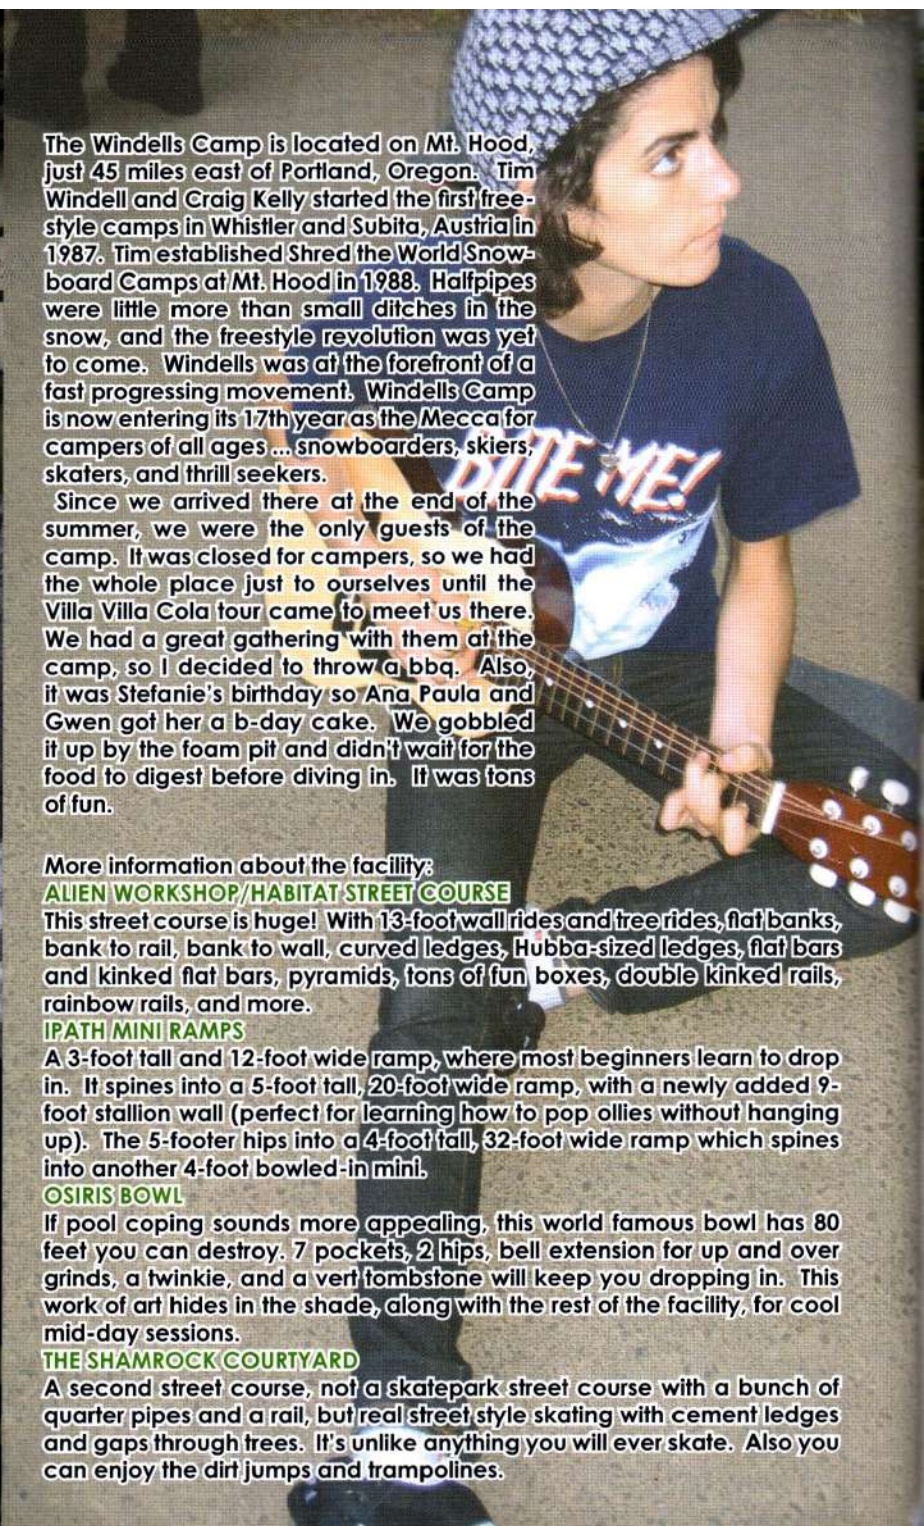 The Windells Camp is located on Mt. Hood,
just 45 miles east of Portland, Oregon.  Tim
Windell and Craig Kelly started the first free-
style camps in Whistler and Subita, Austria in
1987.  Tim established Shred the World Snow-
board Camps at Mt. Hood in 1988.  Halfpipes
were little more than small ditches in the
snow, and the freestyle revolution was yet
to come.  Windells was at the forefront of a
fast progressing movement.  Windells Camp
is now entering its 17th year as the Mecca for
campers of all ages ... snowboarders, skiers,
skaters, and thrill seekers.
Since we arrived there at the end of the
summer, we were the only guests of the
camp.  It was closed for campers, so we had
the whole place just to ourselves until the
Villa Villa Cola tour came to meet us there.
We had a great gathering with them at the
camp, so I decided to throw a bbq.  Also,
it was Stefanie's birthday so Ana Paula and
Gwen got her a b-day cake.  We gobbled
it up by the foam pit and didn't wait for the
food to digest before diving in.  It was tons
of fun.
BITE ME!
More information about the facility:
ALIEN WORKSHOP/HABITAT STREET COURSE
This street course is huge! With 13-foot wall rides and tree rides, flat banks,
bank to rail, bank to wall, curved ledges, Hubba-sized ledges, flat bars
and kinked flat bars, pyramids, tons of fun boxes, double kinked rails,
rainbow rails, and more.
IPATH MINI RAMPS
A 3-foot tall and 12-foot wide ramp, where most beginners learn to drop
in.  It spines into a 5-foot tall, 20-foot wide ramp, with a newly added 9-
foot stallion wall (perfect for learning how to pop ollies without hanging
up).  The 5-footer hips into a 4-foot tall, 32-foot wide ramp which spines
into another 4-foot bowled-in mini.
OSIRIS BOWL
If pool coping sounds more appealing, this world famous bowl has 80
feet you can destroy. 7 pockets, 2 hips, bell extension for up and over
grinds, a twinkie, and a vert tombstone will keep you dropping in.  This
work of art hides in the shade, along with the rest of the facility, for cool
mid-day sessions.
THE SHAMROCK COURTYARD
A second street course, not a skatepark street course with a bunch of
quarter pipes and a rail, but real street style skating with cement ledges
and gaps through trees.  It's unlike anything you will ever skate.  Also you
can enjoy the dirt jumps and trampolines.